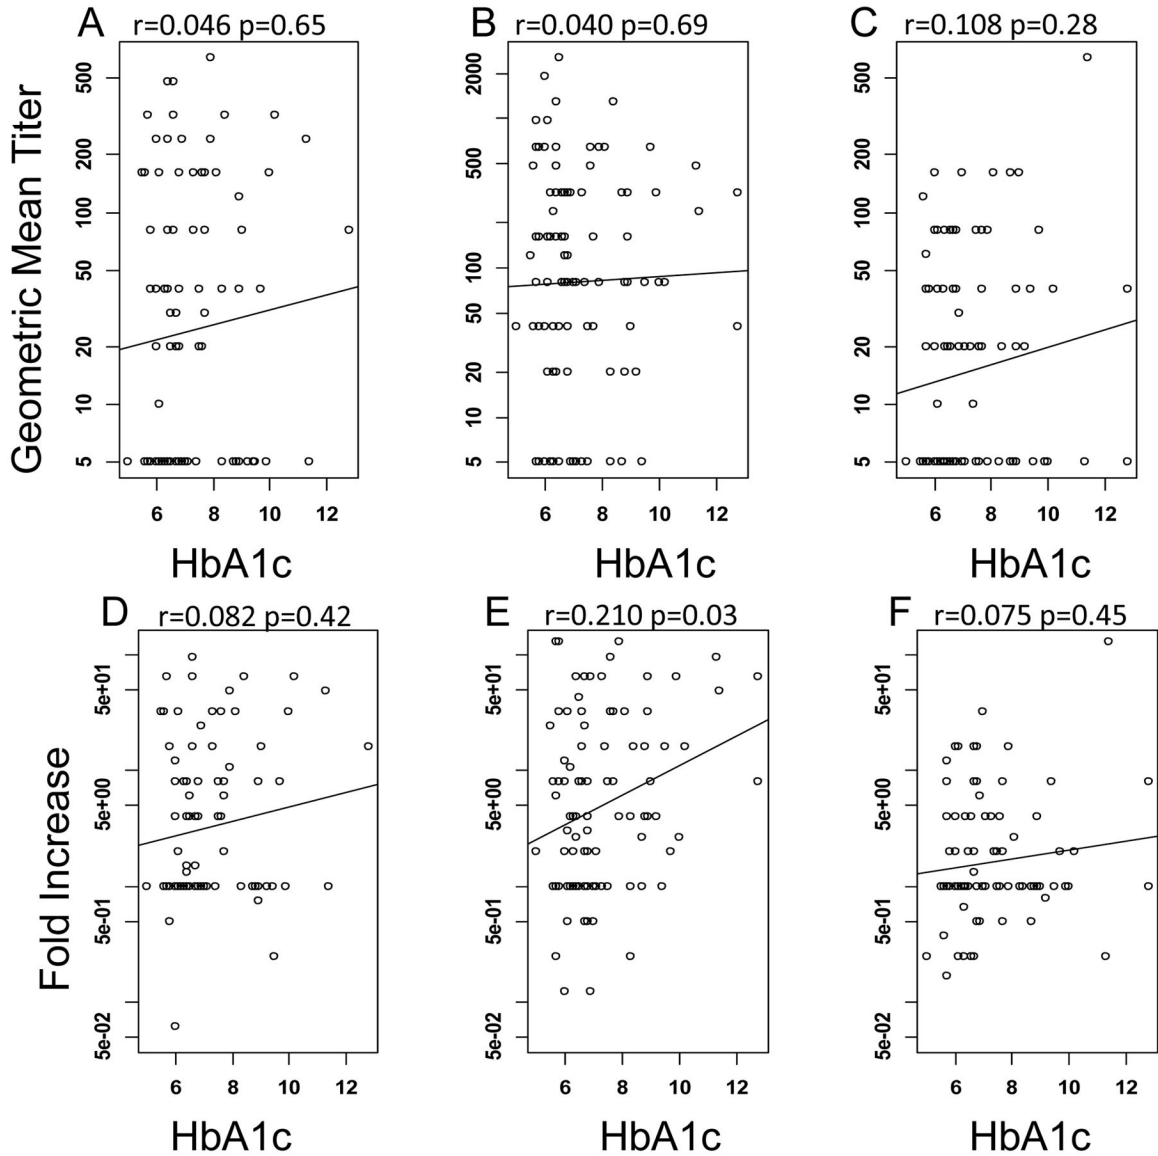 A r=0.046 p=0.65
B r=0.040 p=0.69
C r=0.108 p=0.28
Geometric Mean Titer
500
200
100
50
20
10
5
6 8 10 12
HbA1c
2000
500
100
50
20
10
5
6 8 10 12
HbA1c
500
200
100
50
20
10
5
6 8 10 12
HbA1c
D r=0.082 p=0.42
E r=0.210 p=0.03
F r=0.075 p=0.45
Fold Increase
5e+01
5e+00
5e-01
5e-02
6 8 10 12
HbA1c
5e+01
5e+00
5e-01
5e-02
6 8 10 12
HbA1c
5e+01
5e+00
5e-01
5e-02
6 8 10 12
HbA1c